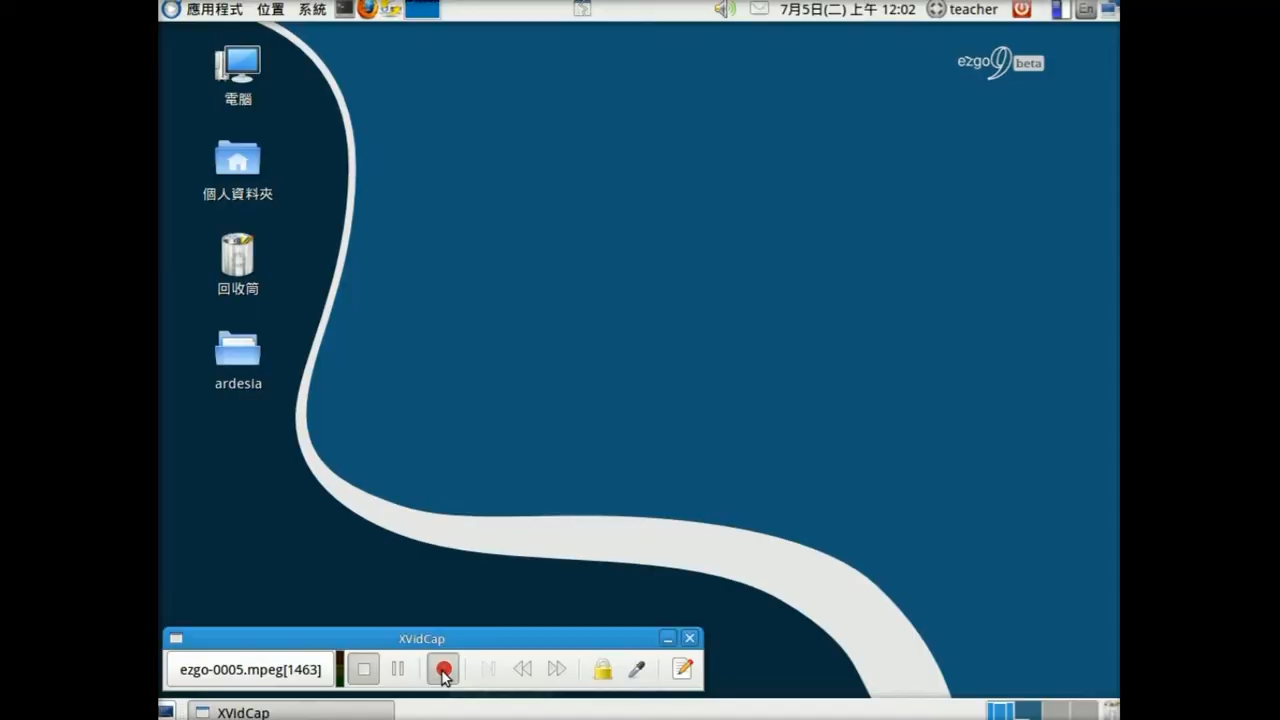 應用程式 位置 系統 7月5日(二) 上午 12:02 teacher En
ezgo9 beta
電腦
個人資料夾
回收筒
ardesia
XVidCap
ezgo-0005.mpeg[1463]
XVidCap